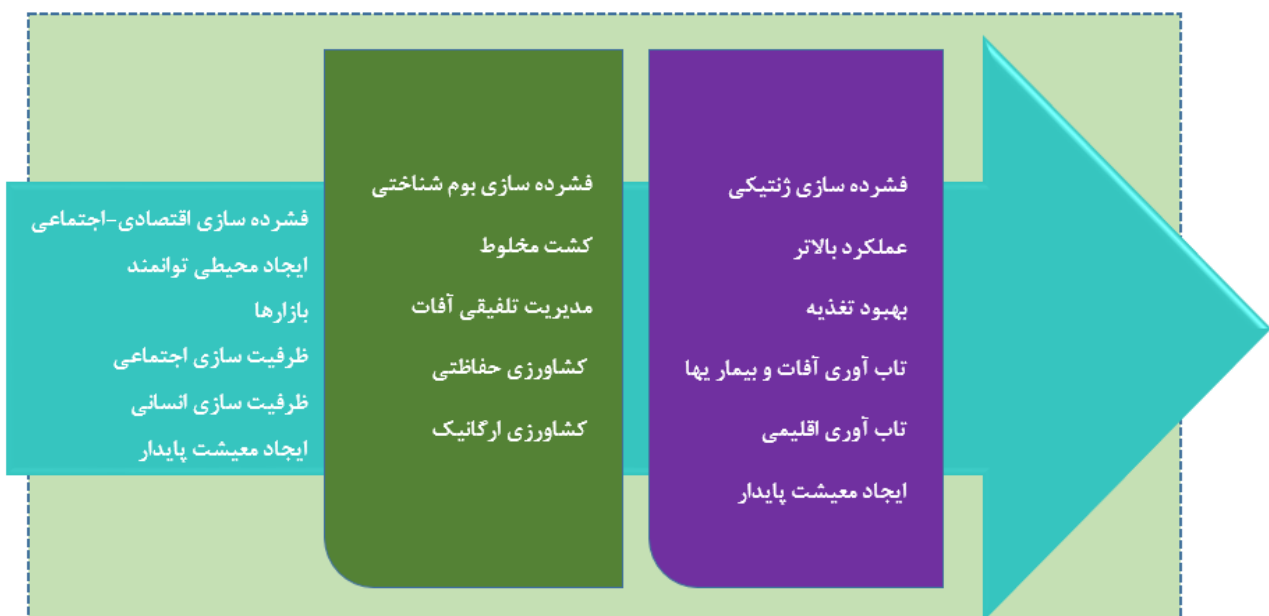 فشرده سازی ژنتیکی
عملکرد بالاتر
بهبود تغذیه
تاب آوری آفات و بیمار یها
تاب آوری اقلیمی
ایجاد معیشت پایدار
فشرده سازی بوم شناختی
کشت مخلوط
مدیریت تلفیقی آفات
کشاورزی حفاظتی
کشاورزی ارگانیک
فشرده سازی اقتصادی-اجتماعی
ایجاد محیطی توانمند
بازارها
ظرفیت سازی اجتماعی
ظرفیت سازی انسانی
ایجاد معیشت پایدار